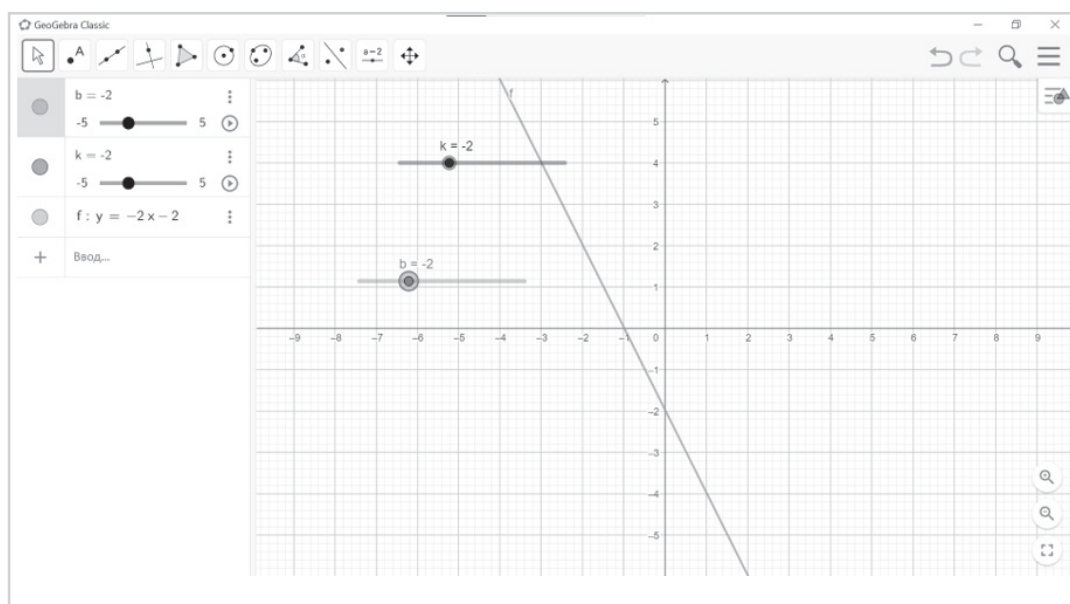 GeoGebra Classic
A
a=2
b = -2
-5 5
k = -2
-5 5
f : y = −2 x − 2
Ввод...
f
k = -2
b = -2
5
4
3
2
1
–9 –8 –7 –6 –5 –4 –3 –2 –1 0 1 2 3 4 5 6 7 8 9
–1
–2
–3
–4
–5